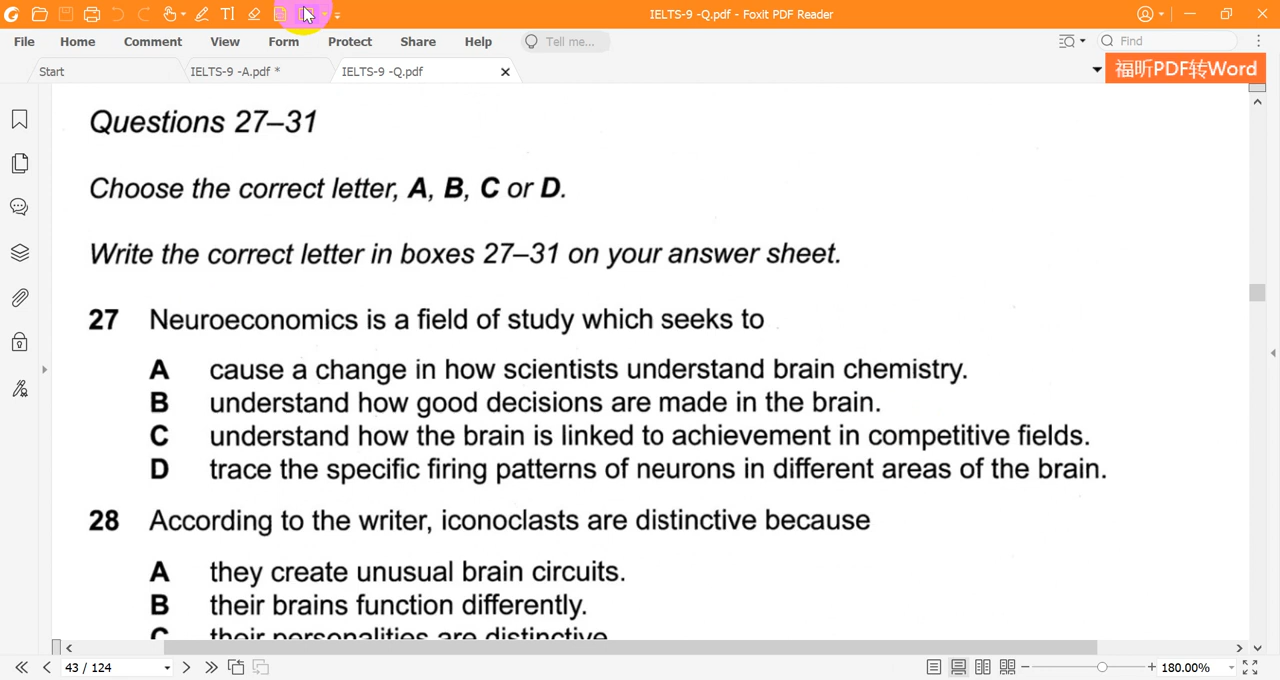 IELTS-9 -Q.pdf - Foxit PDF Reader
File Home Comment View Form Protect Share Help Tell me... Find
Start IELTS-9 -A.pdf * IELTS-9 -Q.pdf 福昕PDF转Word
Questions 27–31
Choose the correct letter, A, B, C or D.
Write the correct letter in boxes 27–31 on your answer sheet.
27 Neuroeconomics is a field of study which seeks to
A cause a change in how scientists understand brain chemistry.
B understand how good decisions are made in the brain.
C understand how the brain is linked to achievement in competitive fields.
D trace the specific firing patterns of neurons in different areas of the brain.
28 According to the writer, iconoclasts are distinctive because
A they create unusual brain circuits.
B their brains function differently.
C their personalities are distinctive.
43 / 124 180.00%